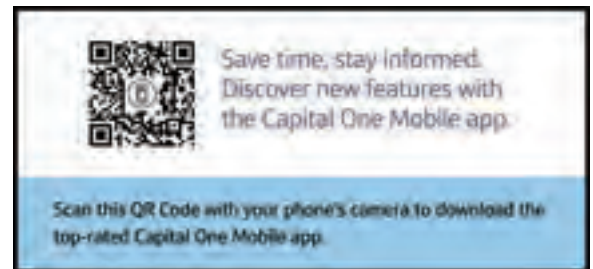 Save time, stay informed.
Discover new features with
the Capital One Mobile app.
Scan this QR Code with your phone's camera to download the
top-rated Capital One Mobile app.